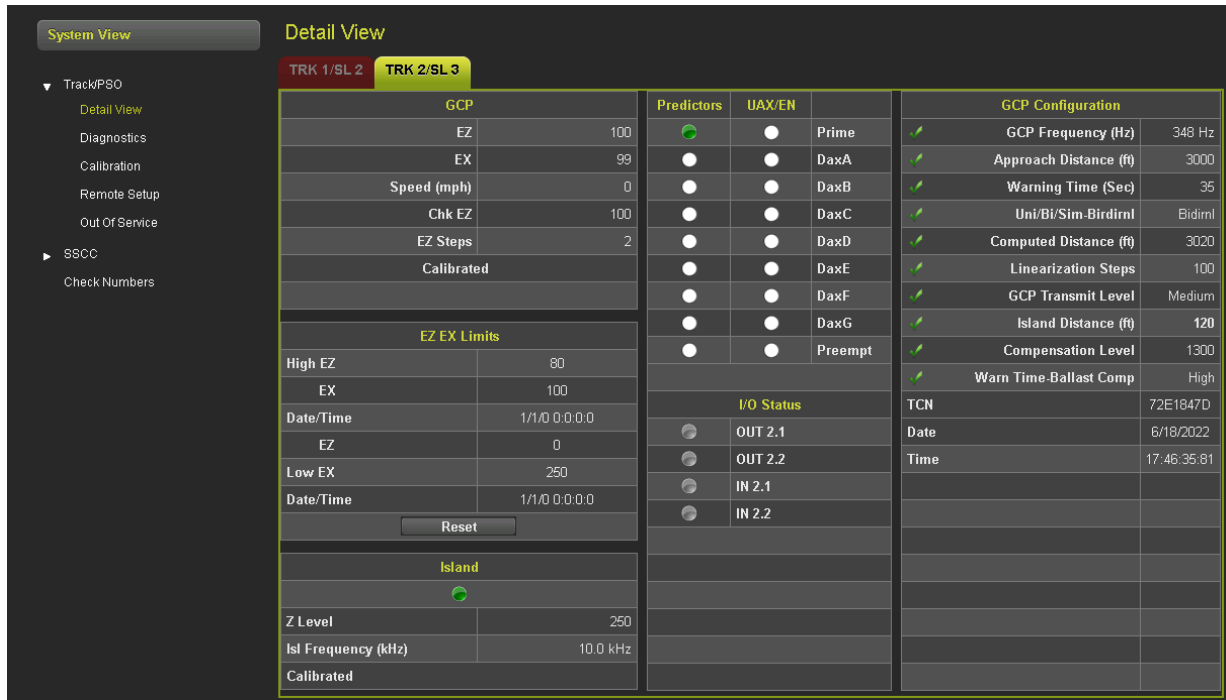 System View
Track/PSO
Detail View
Diagnostics
Calibration
Remote Setup
Out Of Service
SSCC
Check Numbers
Detail View
TRK 1/SL 2
TRK 2/SL 3
GCP
EZ 100
EX 99
Speed (mph) 0
Chk EZ 100
EZ Steps 2
Calibrated
EZ EX Limits
High EZ 80
EX 100
Date/Time 1/1/0 0:0:0:0
EZ 0
Low EX 250
Date/Time 1/1/0 0:0:0:0
Reset
Island
Z Level 250
Isl Frequency (kHz) 10.0 kHz
Calibrated
Predictors UAX/EN
Prime
DaxA
DaxB
DaxC
DaxD
DaxE
DaxF
DaxG
Preempt
I/O Status
OUT 2.1
OUT 2.2
IN 2.1
IN 2.2
GCP Configuration
GCP Frequency (Hz) 348 Hz
Approach Distance (ft) 3000
Warning Time (Sec) 35
Uni/Bi/Sim-Birdirnl Bidirnl
Computed Distance (ft) 3020
Linearization Steps 100
GCP Transmit Level Medium
Island Distance (ft) 120
Compensation Level 1300
Warn Time-Ballast Comp High
TCN 72E1847D
Date 6/18/2022
Time 17:46:35:81